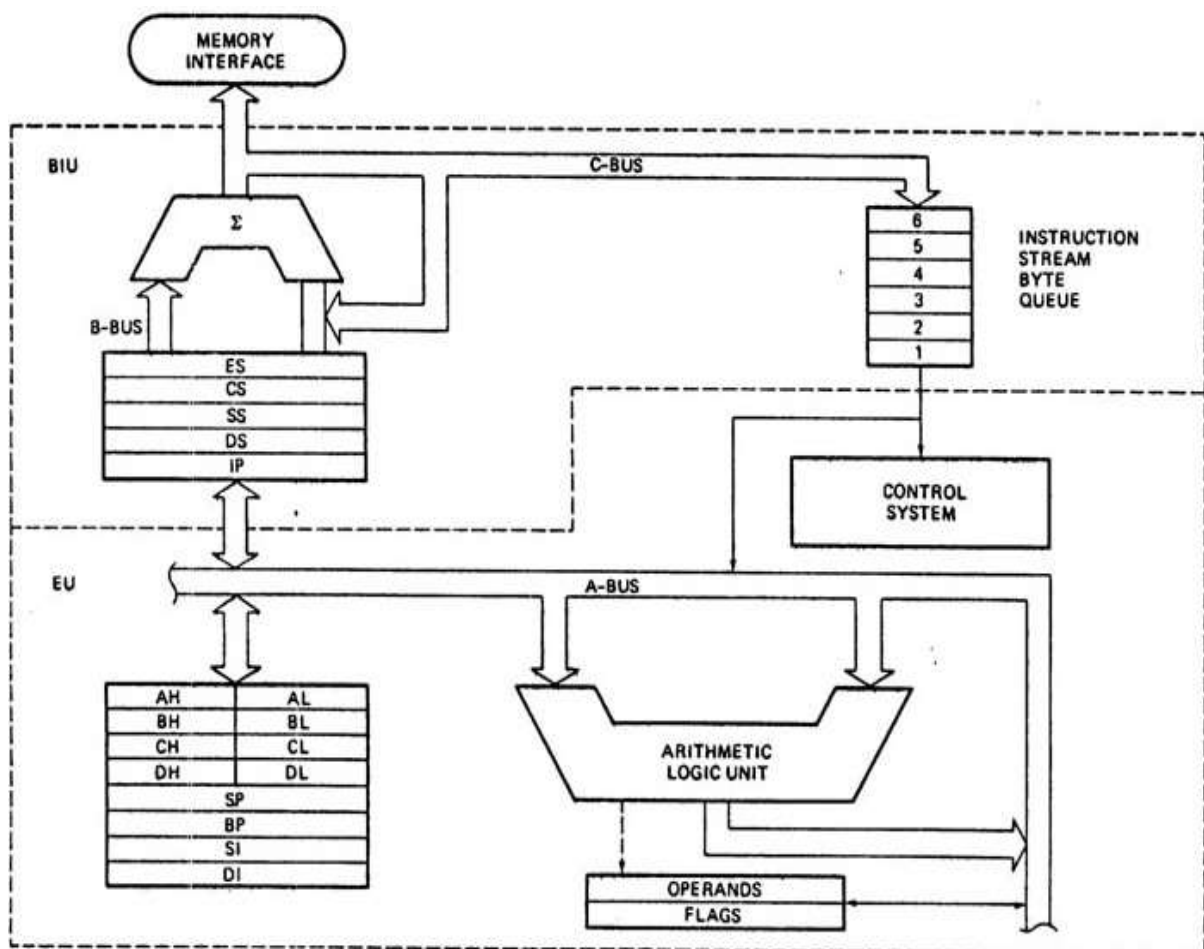 MEMORY
INTERFACE
BIU
C-BUS
Σ
6
5
4
3
2
1
INSTRUCTION
STREAM
BYTE
QUEUE
B-BUS
ES
CS
SS
DS
IP
CONTROL
SYSTEM
EU
A-BUS
AH AL
BH BL
CH CL
DH DL
SP
BP
SI
DI
ARITHMETIC
LOGIC UNIT
OPERANDS
FLAGS